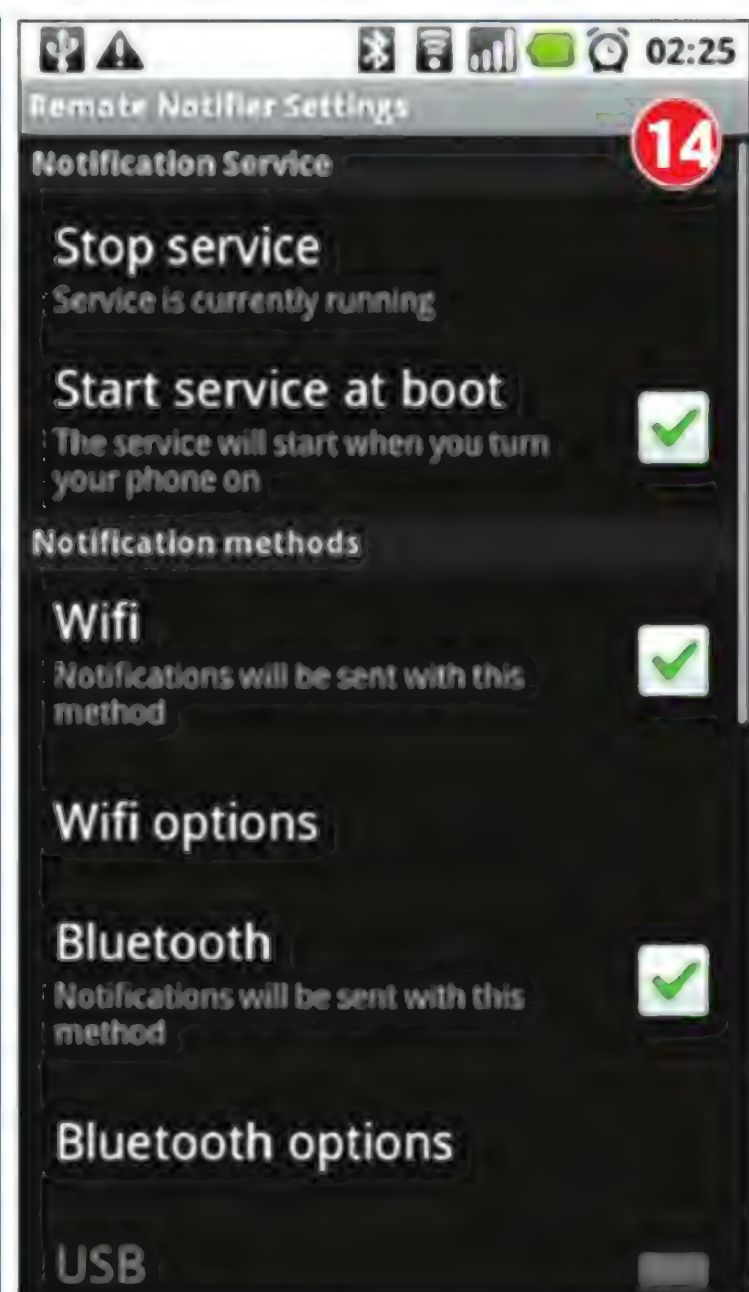 02:25
Remote Notifier Settings
14
Notification Service
Stop service
Service is currently running
Start service at boot
The service will start when you turn
your phone on
Notification methods
Wifi
Notifications will be sent with this
method
Wifi options
Bluetooth
Notifications will be sent with this
method
Bluetooth options
USB